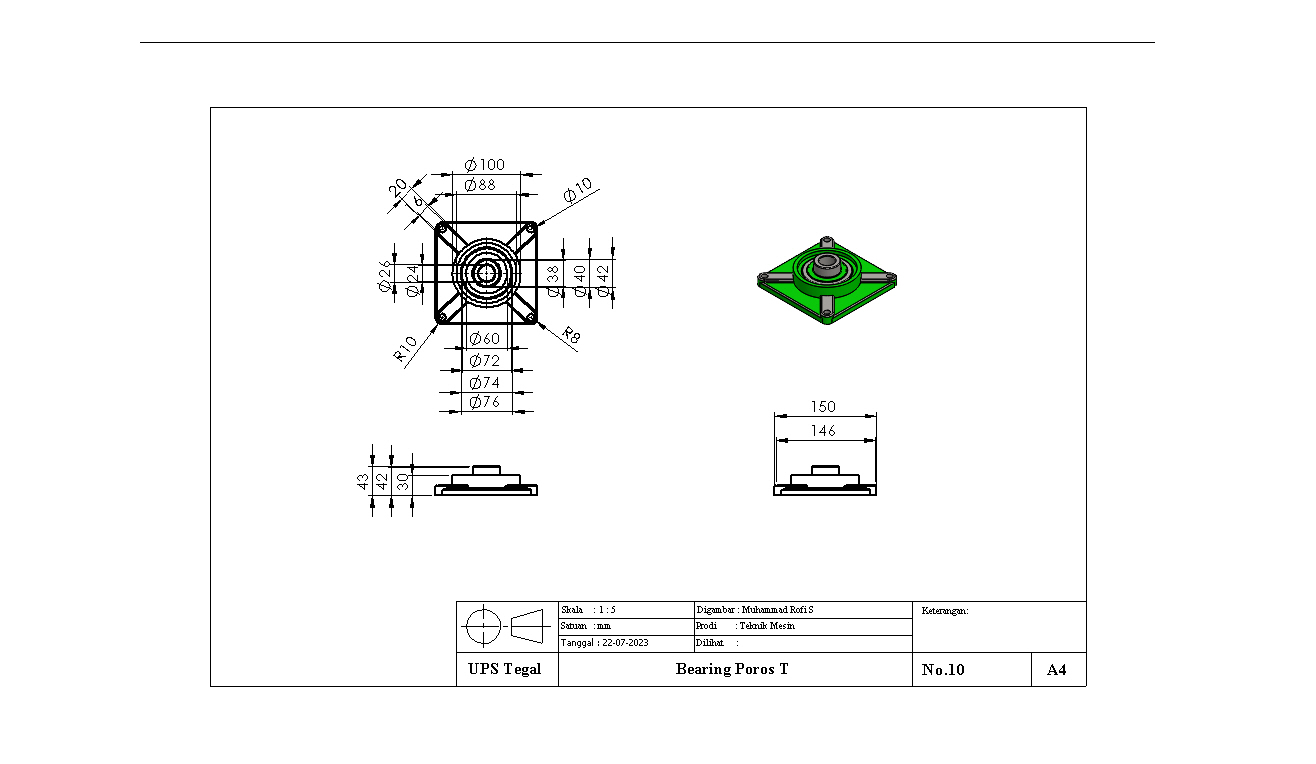 Ø100
Ø88
20
6
Ø10
Ø26
Ø24
Ø38
Ø40
Ø42
R10
R8
Ø60
Ø72
Ø74
Ø76
150
146
43
42
30
Skala : 1 : 5
Digambar : Muhammad Rofi S
Keterangan:
Satuan : mm
Prodi : Teknik Mesin
Tanggal : 22-07-2023
Dilihat :
UPS Tegal
Bearing Poros T
No.10
A4